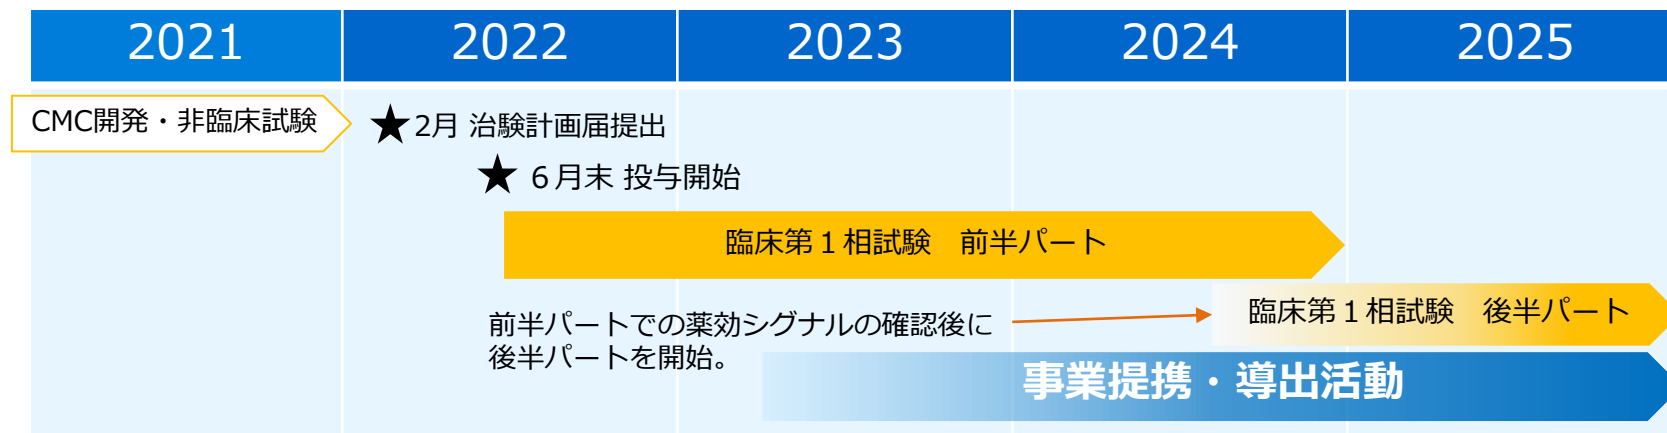 2021 2022 2023 2024 2025
CMC開発・非臨床試験
★2月 治験計画届提出
★ ６月末 投与開始
臨床第１相試験　前半パート
臨床第１相試験　後半パート
前半パートでの薬効シグナルの確認後に
後半パートを開始。
事業提携・導出活動